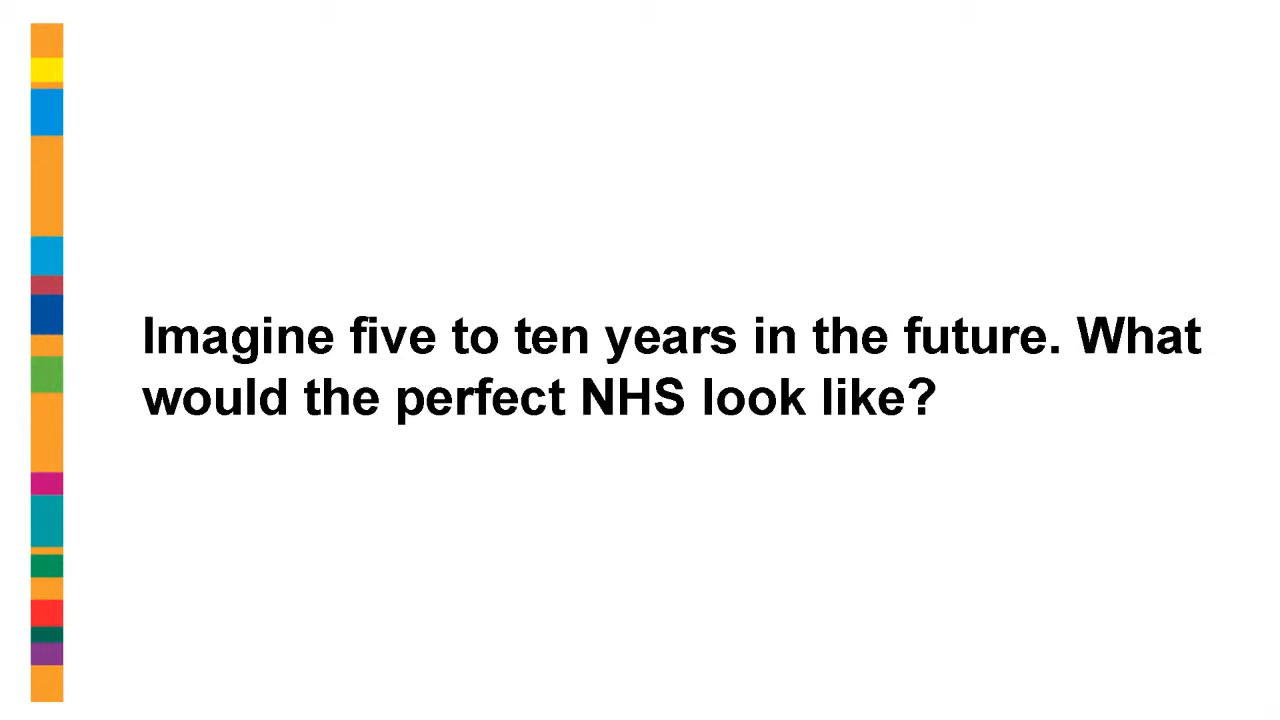 Imagine five to ten years in the future. What
would the perfect NHS look like?